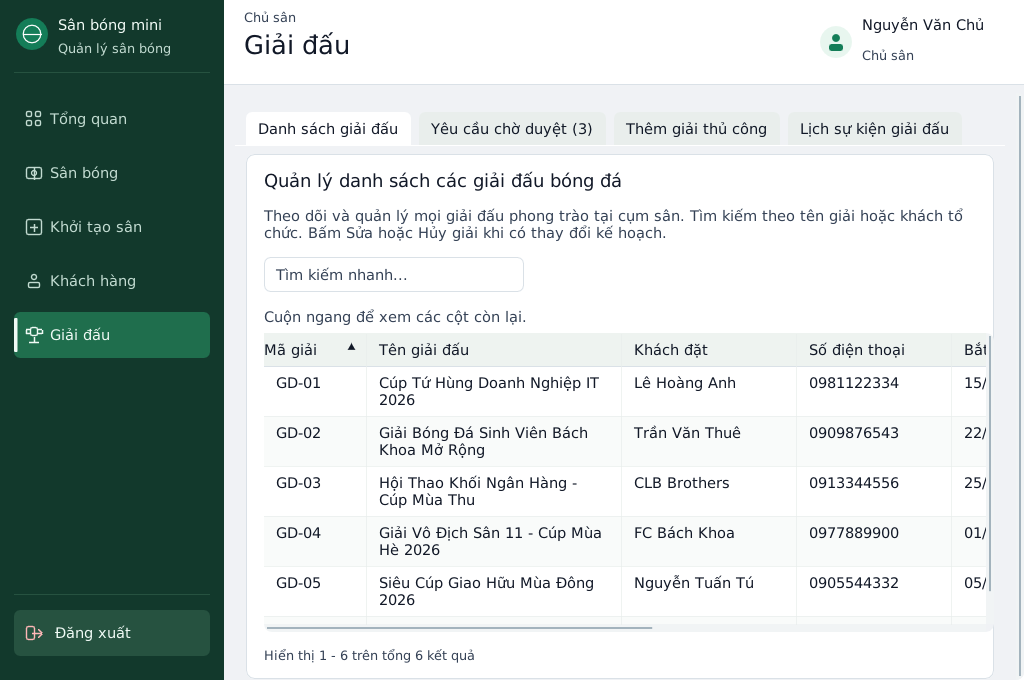 Sân bóng mini
Quản lý sân bóng
Tổng quan
Sân bóng
Khởi tạo sân
Khách hàng
Giải đấu
Đăng xuất
Chủ sân
Giải đấu
Nguyễn Văn Chủ
Chủ sân
Danh sách giải đấu
Yêu cầu chờ duyệt (3)
Thêm giải thủ công
Lịch sự kiện giải đấu
Quản lý danh sách các giải đấu bóng đá
Theo dõi và quản lý mọi giải đấu phong trào tại cụm sân. Tìm kiếm theo tên giải hoặc khách tổ
chức. Bấm Sửa hoặc Hủy giải khi có thay đổi kế hoạch.
Tìm kiếm nhanh...
Cuộn ngang để xem các cột còn lại.
Mã giải ▲ Tên giải đấu Khách đặt Số điện thoại Bắt
GD-01 Cúp Tứ Hùng Doanh Nghiệp IT Lê Hoàng Anh 0981122334 15/
2026
GD-02 Giải Bóng Đá Sinh Viên Bách Trần Văn Thuê 0909876543 22/
Khoa Mở Rộng
GD-03 Hội Thao Khối Ngân Hàng - CLB Brothers 0913344556 25/
Cúp Mùa Thu
GD-04 Giải Vô Địch Sân 11 - Cúp Mùa FC Bách Khoa 0977889900 01/
Hè 2026
GD-05 Siêu Cúp Giao Hữu Mùa Đông Nguyễn Tuấn Tú 0905544332 05/
2026
Hiển thị 1 - 6 trên tổng 6 kết quả